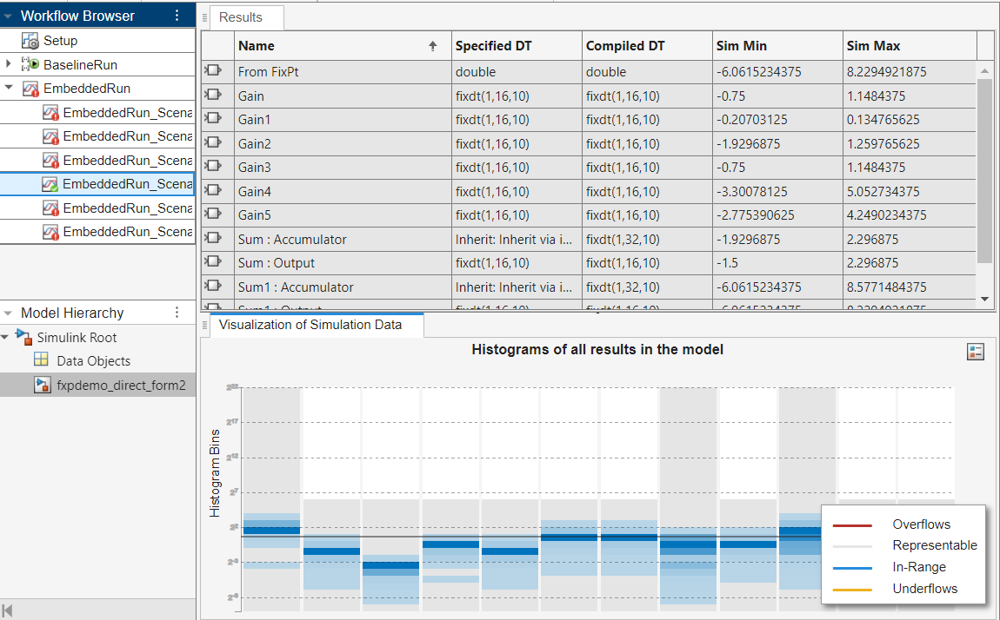 Workflow Browser
Setup
BaselineRun
EmbeddedRun
EmbeddedRun_Scena
EmbeddedRun_Scena
EmbeddedRun_Scena
EmbeddedRun_Scena
EmbeddedRun_Scena
EmbeddedRun_Scena
Model Hierarchy
Simulink Root
Data Objects
fxpdemo_direct_form2
Results
Name Specified DT Compiled DT Sim Min Sim Max
From FixPt double double -6.0615234375 8.2294921875
Gain fixdt(1,16,10) fixdt(1,16,10) -0.75 1.1484375
Gain1 fixdt(1,16,10) fixdt(1,16,10) -0.20703125 0.134765625
Gain2 fixdt(1,16,10) fixdt(1,16,10) -1.9296875 1.259765625
Gain3 fixdt(1,16,10) fixdt(1,16,10) -0.75 1.1484375
Gain4 fixdt(1,16,10) fixdt(1,16,10) -3.30078125 5.052734375
Gain5 fixdt(1,16,10) fixdt(1,16,10) -2.775390625 4.2490234375
Sum : Accumulator Inherit: Inherit via i... fixdt(1,32,10) -1.9296875 2.296875
Sum : Output fixdt(1,16,10) fixdt(1,16,10) -1.5 2.296875
Sum1 : Accumulator Inherit: Inherit via i... fixdt(1,32,10) -6.0615234375 8.5771484375
Sum1 : Output fixdt(1,16,10) fixdt(1,16,10) -6.0615234375 8.2294921875
Visualization of Simulation Data
Histograms of all results in the model
Histogram Bins
2^22
2^17
2^12
2^7
2^2
2^-3
2^-8
Overflows
Representable
In-Range
Underflows